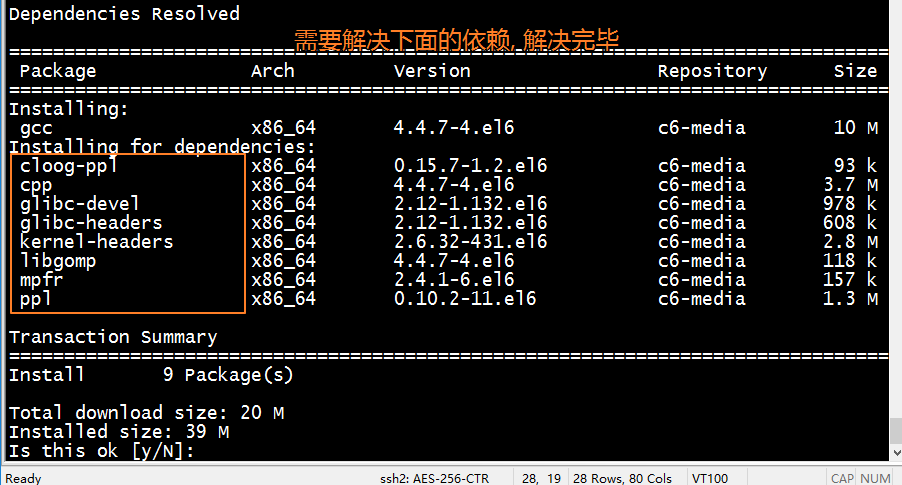 Dependencies Resolved
需要解决下面的依赖, 解决完毕
================================================================================
Package Arch Version Repository Size
================================================================================
Installing:
gcc x86_64 4.4.7-4.el6 c6-media 10 M
Installing for dependencies:
cloog-ppl x86_64 0.15.7-1.2.el6 c6-media 93 k
cpp x86_64 4.4.7-4.el6 c6-media 3.7 M
glibc-devel x86_64 2.12-1.132.el6 c6-media 978 k
glibc-headers x86_64 2.12-1.132.el6 c6-media 608 k
kernel-headers x86_64 2.6.32-431.el6 c6-media 2.8 M
libgomp x86_64 4.4.7-4.el6 c6-media 118 k
mpfr x86_64 2.4.1-6.el6 c6-media 157 k
ppl x86_64 0.10.2-11.el6 c6-media 1.3 M
Transaction Summary
================================================================================
Install 9 Package(s)
Total download size: 20 M
Installed size: 39 M
Is this ok [y/N]:
Ready ssh2: AES-256-CTR 28, 19 28 Rows, 80 Cols VT100 CAP NUM